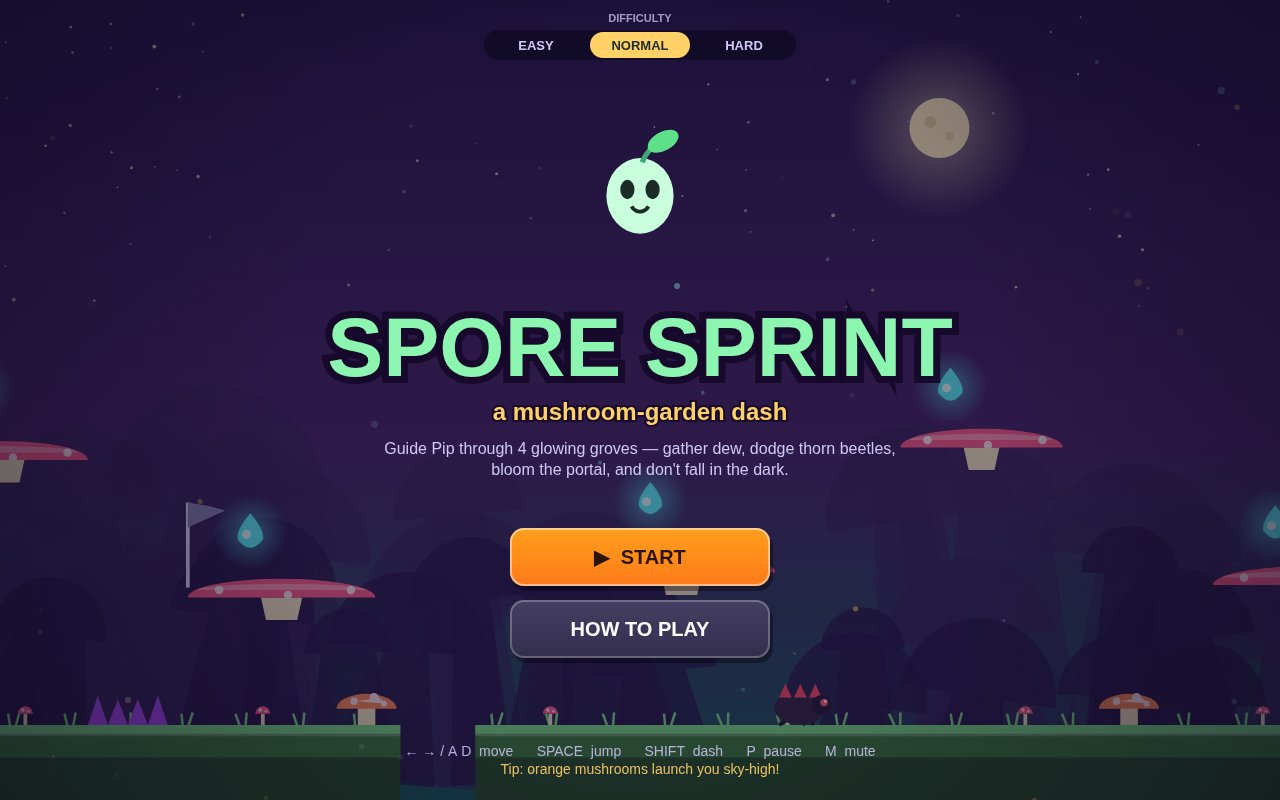 DIFFICULTY
EASY NORMAL HARD
SPORE SPRINT
a mushroom-garden dash
Guide Pip through 4 glowing groves — gather dew, dodge thorn beetles,
bloom the portal, and don't fall in the dark.
▶ START
HOW TO PLAY
← → / A D move SPACE jump SHIFT dash P pause M mute
Tip: orange mushrooms launch you sky-high!